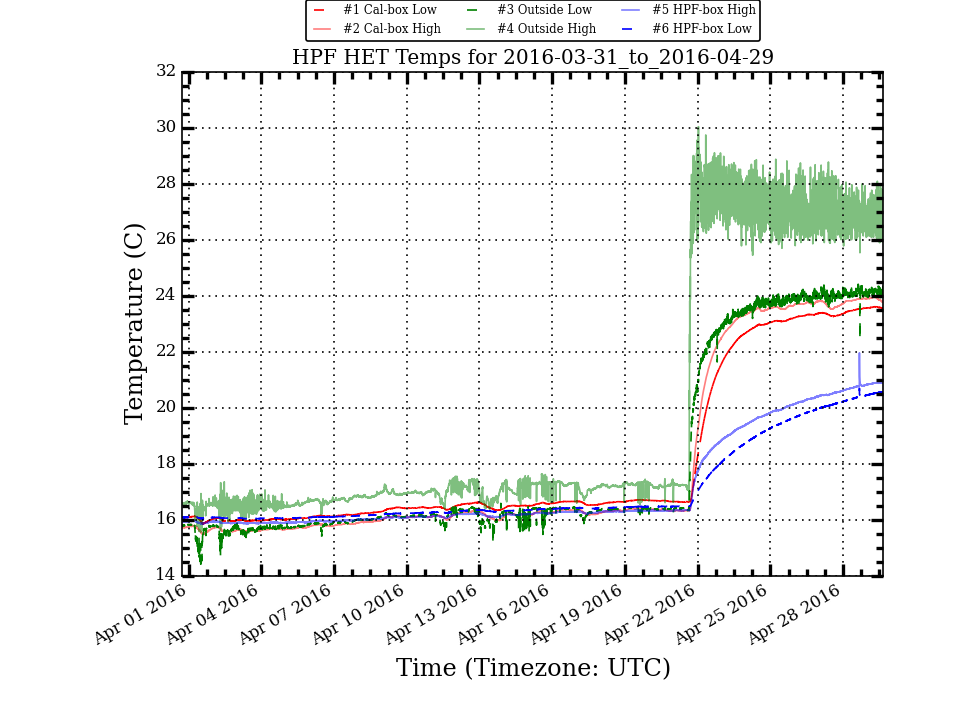 #1 Cal-box Low #3 Outside Low #5 HPF-box High
#2 Cal-box High #4 Outside High #6 HPF-box Low
HPF HET Temps for 2016-03-31_to_2016-04-29
32
30
28
26
24
22
20
18
16
14
Temperature (C)
Apr 01 2016 Apr 04 2016 Apr 07 2016 Apr 10 2016 Apr 13 2016 Apr 16 2016 Apr 19 2016 Apr 22 2016 Apr 25 2016 Apr 28 2016
Time (Timezone: UTC)